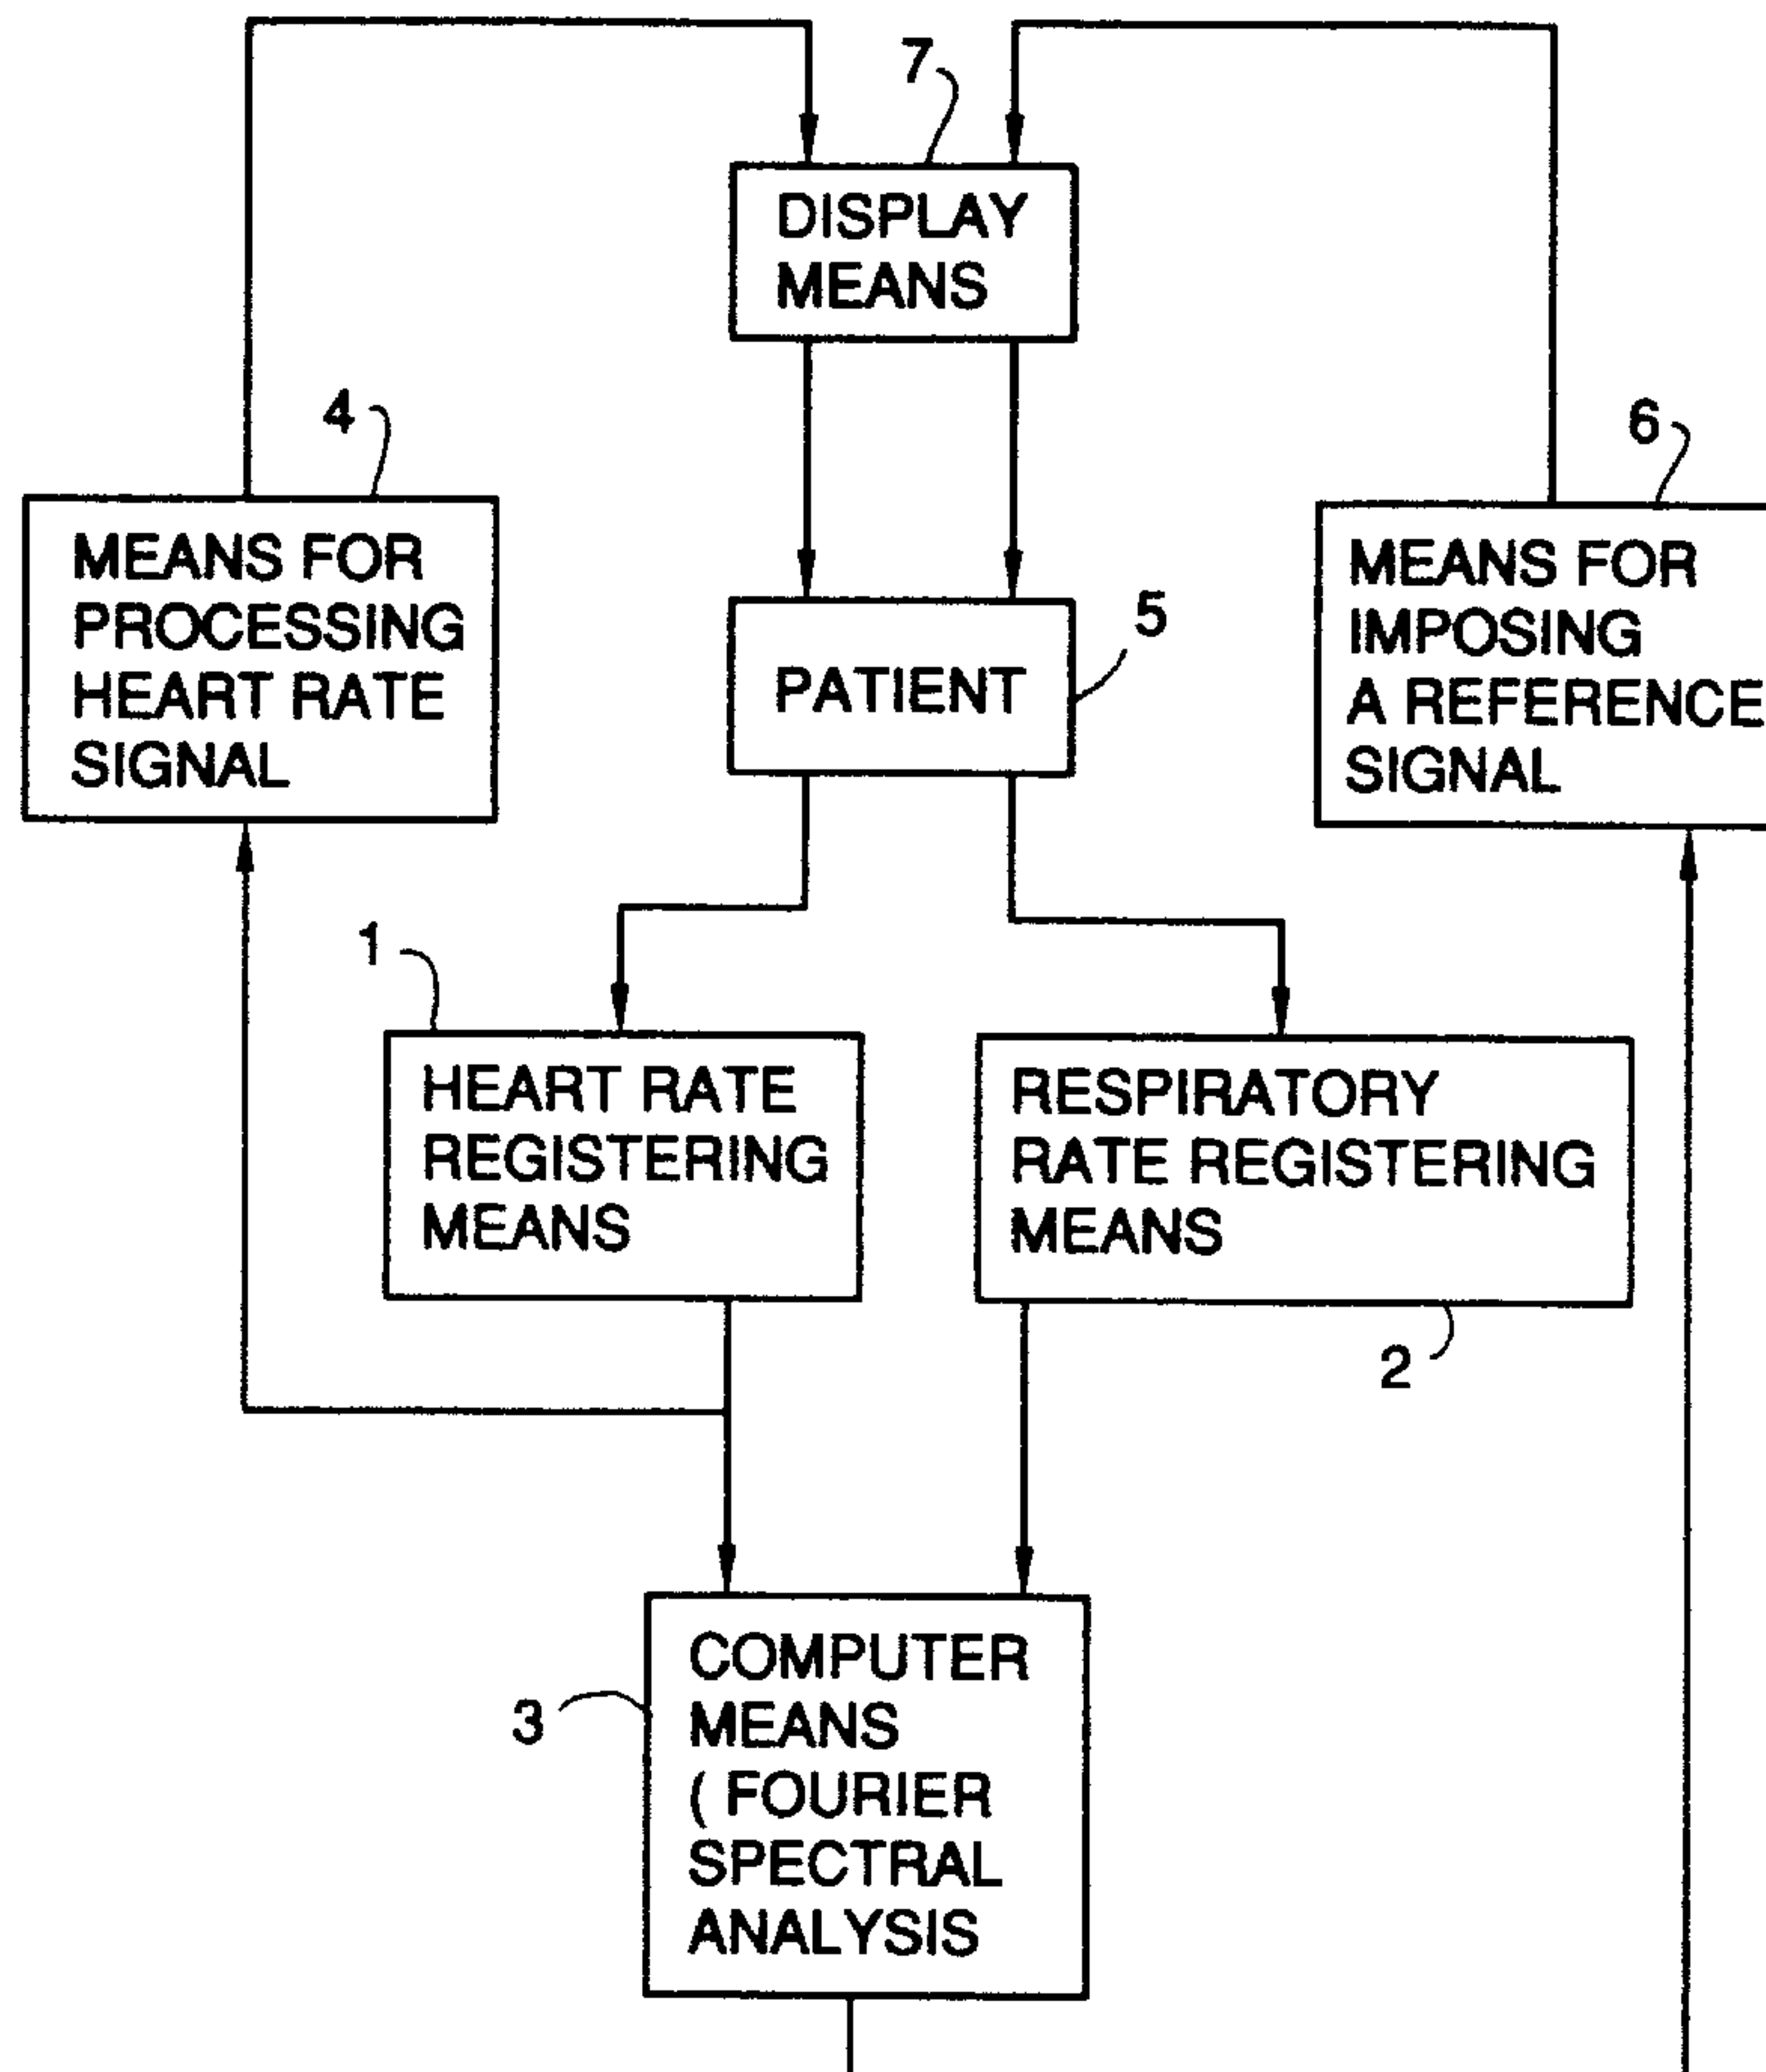 7
DISPLAY
MEANS
4
MEANS FOR
PROCESSING
HEART RATE
SIGNAL
6
MEANS FOR
IMPOSING
A REFERENCE
SIGNAL
5
PATIENT
1
HEART RATE
REGISTERING
MEANS
RESPIRATORY
RATE REGISTERING
MEANS
2
3
COMPUTER
MEANS
( FOURIER
SPECTRAL
ANALYSIS